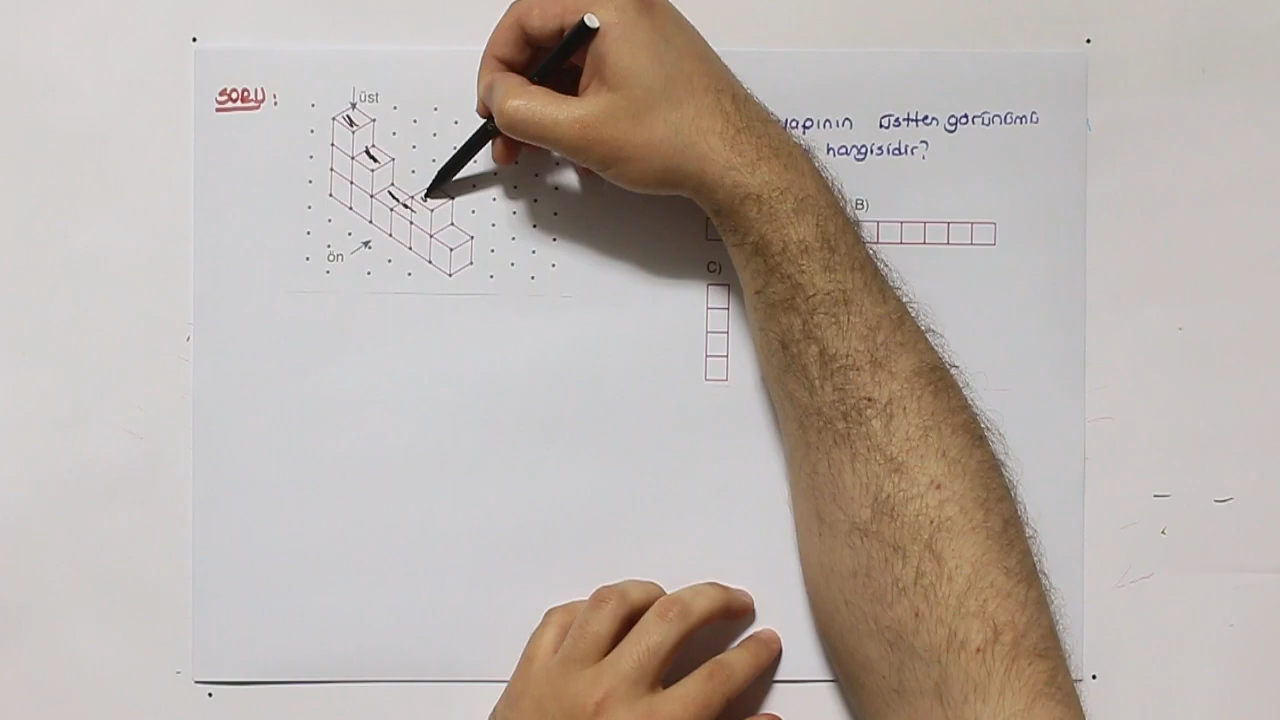 SORU:
üst
yapının üstten görünümü
hangisidir?
ön
B)
C)